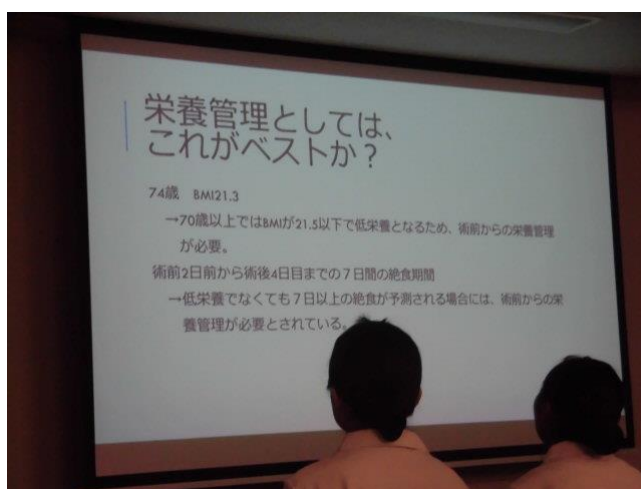 栄養管理としては、
これがベストか？
74歳　BMI21.3
→70歳以上ではBMIが21.5以下で低栄養となるため、術前からの栄養管理
が必要。
術前2日前から術後4日目までの７日間の絶食期間
→低栄養でなくても７日以上の絶食が予測される場合には、術前からの栄
養管理が必要とされている。